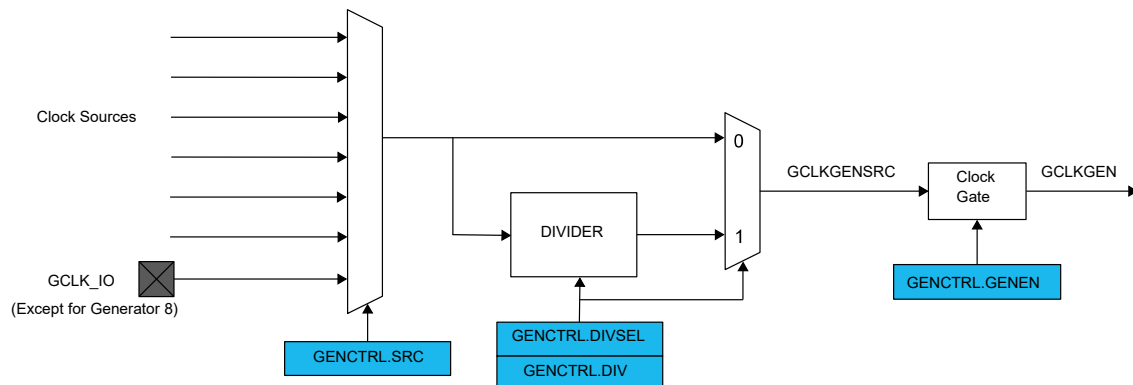 Clock Sources
GCLK_IO
(Except for Generator 8)
GENCTRL.SRC
DIVIDER
GENCTRL.DIVSEL
GENCTRL.DIV
0
1
GCLKGENSRC
Clock
Gate
GCLKGEN
GENCTRL.GENEN